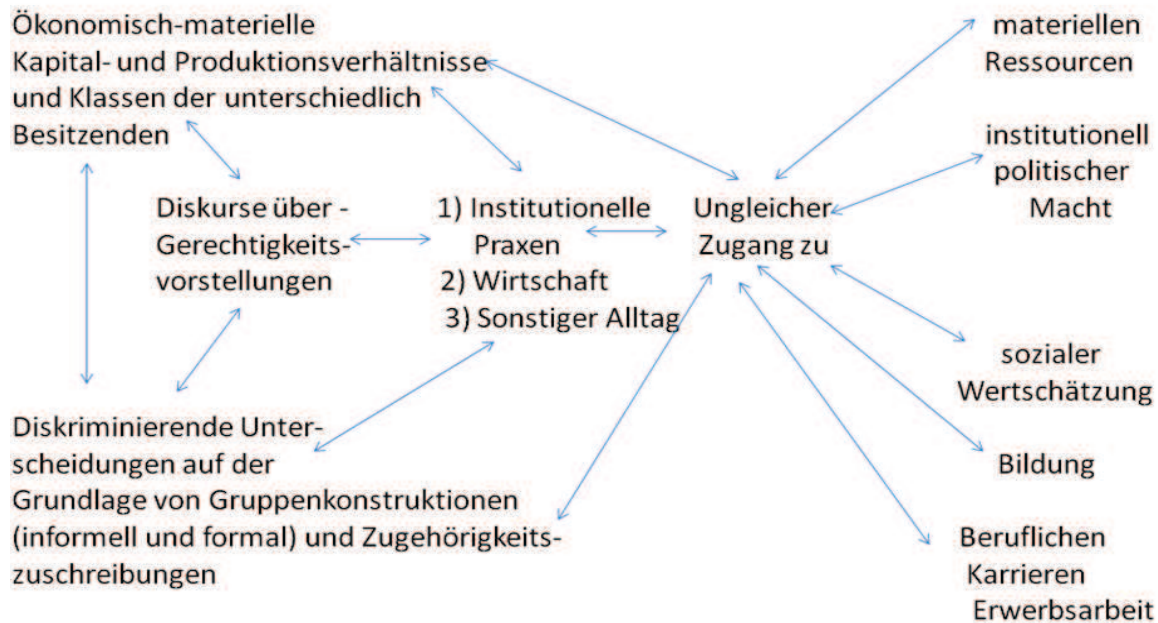 Ökonomisch-materielle
Kapital- und Produktionsverhältnisse
und Klassen der unterschiedlich
Besitzenden
Diskurse über -
Gerechtigkeits-
vorstellungen
1) Institutionelle
Praxen
2) Wirtschaft
3) Sonstiger Alltag
Ungleicher
Zugang zu
materiellen
Ressourcen
institutionell
politischer
Macht
sozialer
Wertschätzung
Bildung
Beruflichen
Karrieren
Erwerbsarbeit
Diskriminierende Unter-
scheidungen auf der
Grundlage von Gruppenkonstruktionen
(informell und formal) und Zugehörigkeits-
zuschreibungen